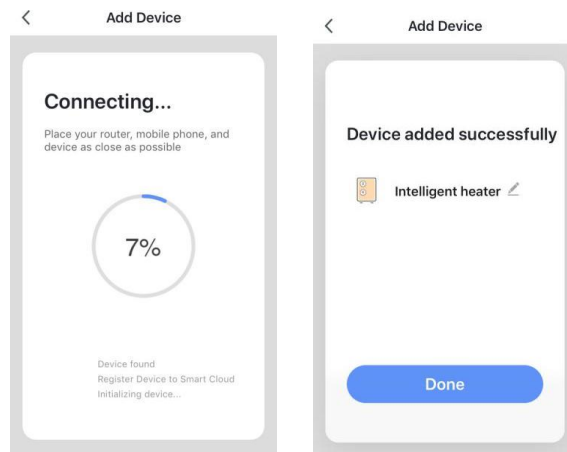 Add Device
Connecting...
Place your router, mobile phone, and
device as close as possible
7%
Device found
Register Device to Smart Cloud
Initializing device...
Add Device
Device added successfully
Intelligent heater
Done